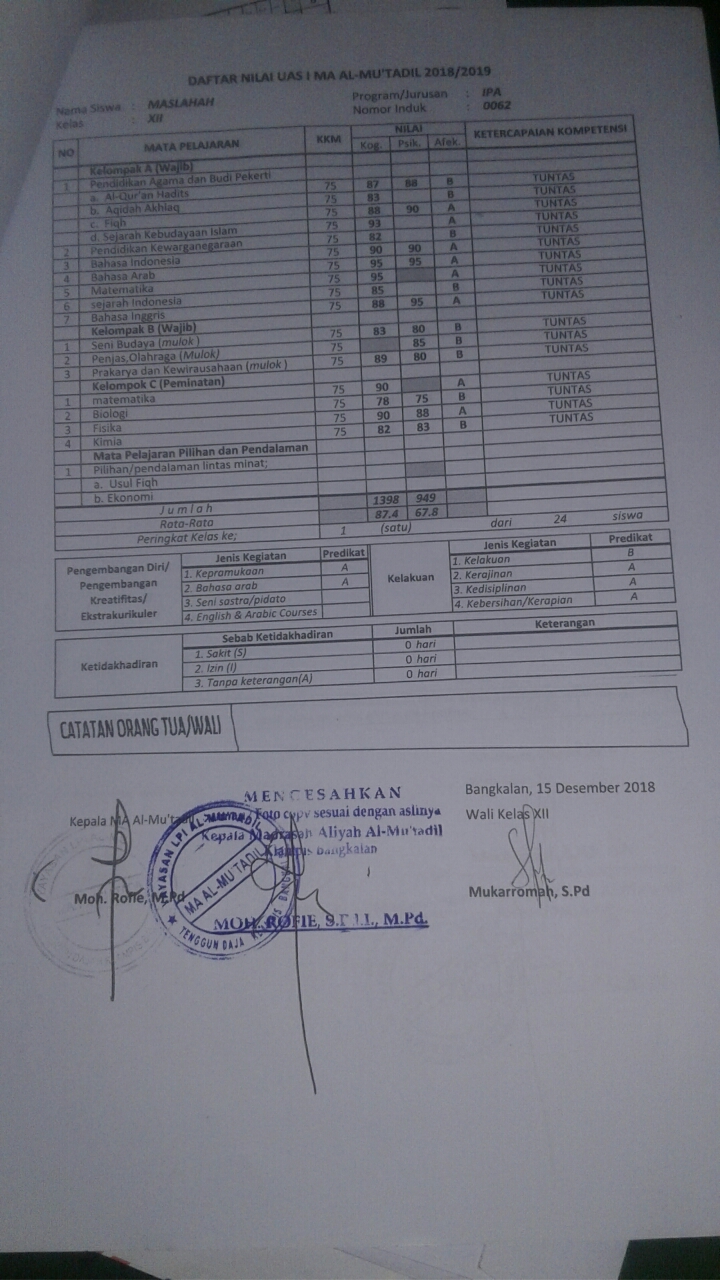 DAFTAR NILAI UAS I MA AL-MU'TADIL 2018/2019
Nama Siswa : MASLAHAH Program/Jurusan : IPA
Kelas : XII Nomor Induk : 0062
NO MATA PELAJARAN KKM NILAI KETERCAPAIAN KOMPETENSI
Kog. Psik. Afek.
Kelompak A (Wajib)
1 Pendidikan Agama dan Budi Pekerti
a. Al-Qur'an Hadits 75 87 88 B TUNTAS
b. Aqidah Akhlaq 75 83 B TUNTAS
c. Fiqh 75 88 90 A TUNTAS
d. Sejarah Kebudayaan Islam 75 93 A TUNTAS
2 Pendidikan Kewarganegaraan 75 82 B TUNTAS
3 Bahasa Indonesia 75 90 90 A TUNTAS
4 Bahasa Arab 75 95 95 A TUNTAS
5 Matematika 75 95 A TUNTAS
6 sejarah Indonesia 75 85 B TUNTAS
7 Bahasa Inggris 75 88 95 A TUNTAS
Kelempak B (Wajib)
1 Seni Budaya (mulok) 75 83 80 B TUNTAS
2 Penjas,Olahraga (Mulok) 75 85 B TUNTAS
3 Prakarya dan Kewirausahaan (mulok) 75 89 80 B TUNTAS
Kelompok C (Peminatan)
1 matematika 75 90 A TUNTAS
2 Biologi 75 78 75 B TUNTAS
3 Fisika 75 90 88 A TUNTAS
4 Kimia 75 82 83 B TUNTAS
Mata Pelajaran Pilihan dan Pendalaman
1 Pilihan/pendalaman lintas minat;
a. Usul Fiqh
b. Ekonomi
Jumlah 1398 949
Rata-Rata 87.4 67.8
Peringkat Kelas ke; 1 (satu) dari 24 siswa
Pengembangan Diri/ Pengembangan Kreatifitas/ Ekstrakurikuler
Jenis Kegiatan Predikat
1. Kepramukaan A
2. Bahasa arab A
3. Seni sastra/pidato
4. English & Arabic Courses
Kelakuan
Jenis Kegiatan Predikat
1. Kelakuan B
2. Kerajinan A
3. Kedisiplinan A
4. Kebersihan/Kerapian A
Ketidakhadiran
Sebab Ketidakhadiran Jumlah Keterangan
1. Sakit (S) 0 hari
2. Izin (I) 0 hari
3. Tanpa keterangan(A) 0 hari
CATATAN ORANG TUA/WALI
Bangkalan, 15 Desember 2018
Kepala MA Al-Mu'tadil Wali Kelas XII
MENGESAHKAN
Foto copy sesuai dengan aslinya
Kepala Madrasah Aliyah Al-Mu'tadil
Klampis Bangkalan
YAYASAN LPI AL-MU'TADIL
MA AL-MU'TADIL
TENGGUN DAJA KLAMPIS
Moh. Rofie, M.Pd Mukarromah, S.Pd
MOH. ROFIE, S.Pd.I., M.Pd.